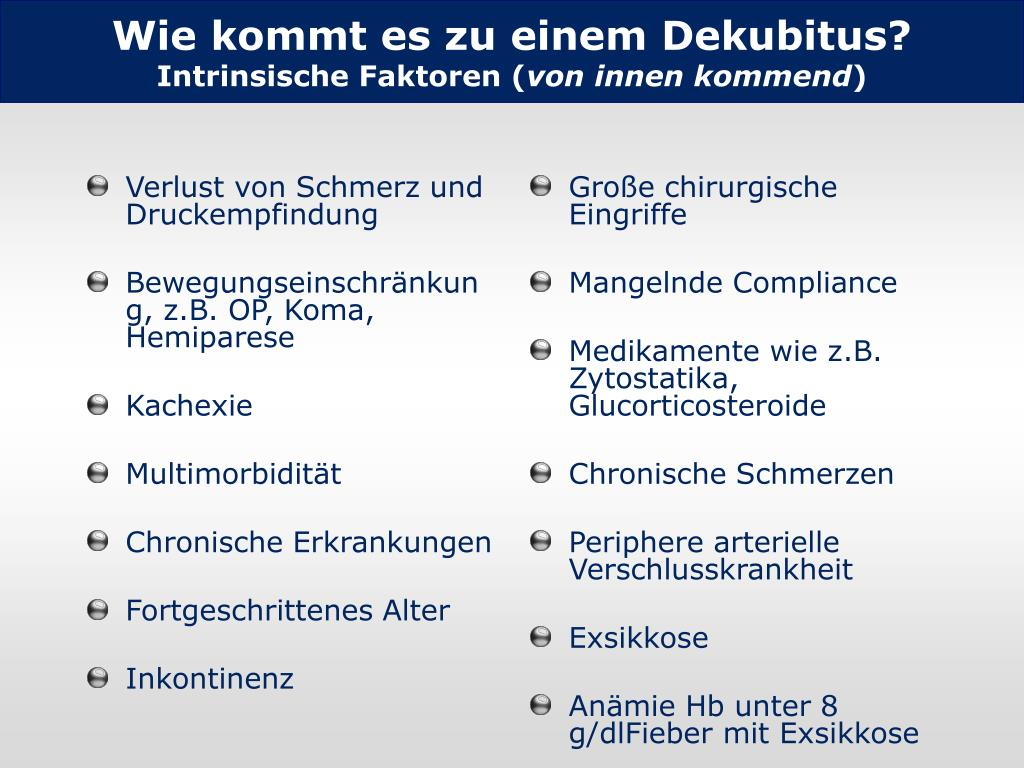 Wie kommt es zu einem Dekubitus?
Intrinsische Faktoren (von innen kommend)
Verlust von Schmerz und
Druckempfindung
Bewegungseinschränkun
g, z.B. OP, Koma,
Hemiparese
Kachexie
Multimorbidität
Chronische Erkrankungen
Fortgeschrittenes Alter
Inkontinenz
Große chirurgische
Eingriffe
Mangelnde Compliance
Medikamente wie z.B.
Zytostatika,
Glucorticosteroide
Chronische Schmerzen
Periphere arterielle
Verschlusskrankheit
Exsikkose
Anämie Hb unter 8
g/dlFieber mit Exsikkose